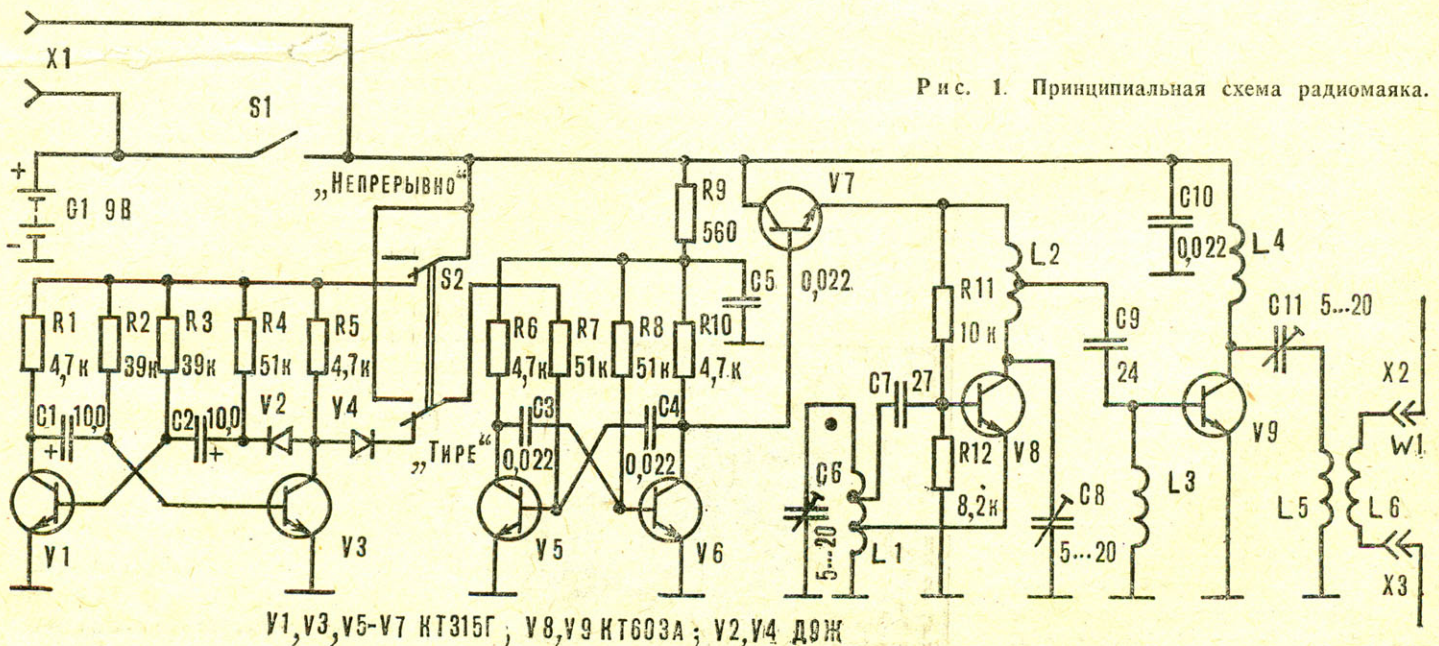 X1
S1
Рис. 1. Принципиальная схема радиомаяка.
+
G1 9В
-
„Непрерывно“
S2
R9
560
V7
C10
0,022
L4
C5
0,022
L2
R11
10 к
C9
24
C11 5...20
R1
4,7к
R2
39к
R3
39к
R4
51к
R5
4,7к
R6
4,7к
R7
51к
R8
51к
R10
4,7к
C1 10,0
+
C2 10,0
+
V2
V4
„Тире“
C3
0,022
C4
0,022
C7 27
C6
5...20
L1
R12
8,2к
V8
C8
5...20
L3
V9
L5
L6
X2
W1
X3
V1
V3
V5
V6
V1,V3,V5-V7 КТ315Г; V8,V9 КТ603А; V2,V4 Д9Ж